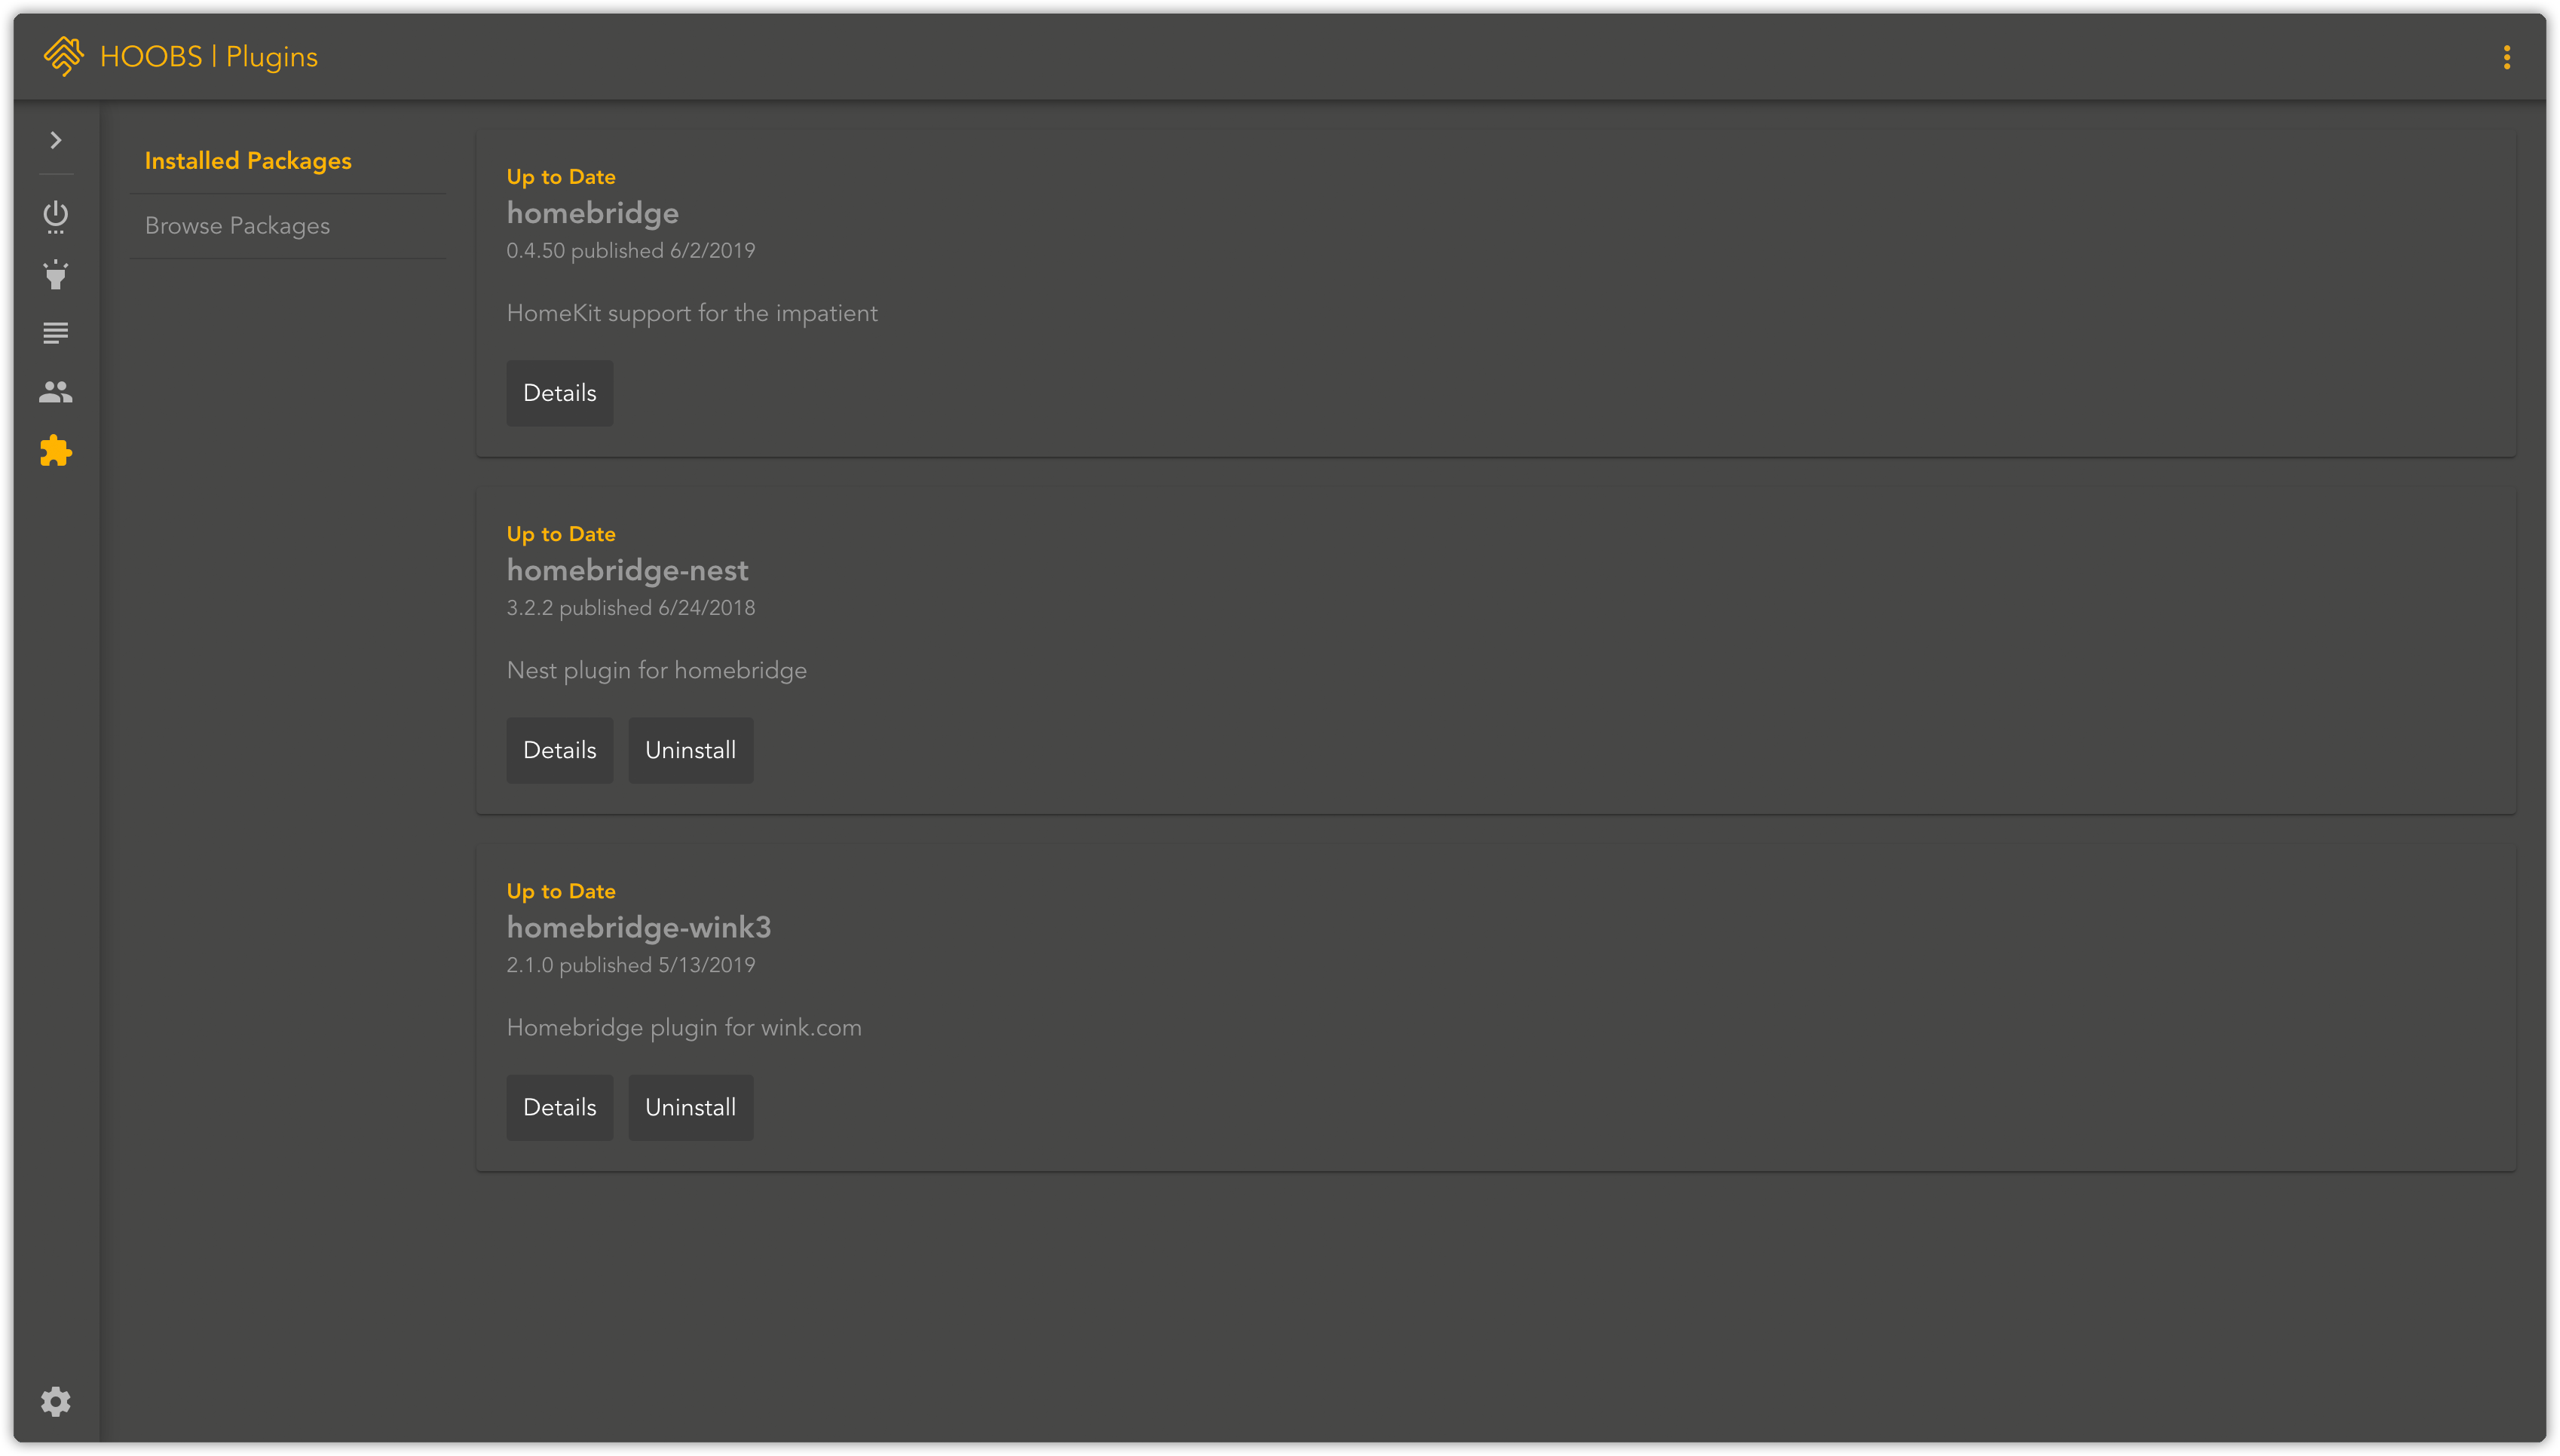 HOOBS | Plugins
Installed Packages
Browse Packages
Up to Date
homebridge
0.4.50 published 6/2/2019
HomeKit support for the impatient
Details
Up to Date
homebridge-nest
3.2.2 published 6/24/2018
Nest plugin for homebridge
Details Uninstall
Up to Date
homebridge-wink3
2.1.0 published 5/13/2019
Homebridge plugin for wink.com
Details Uninstall